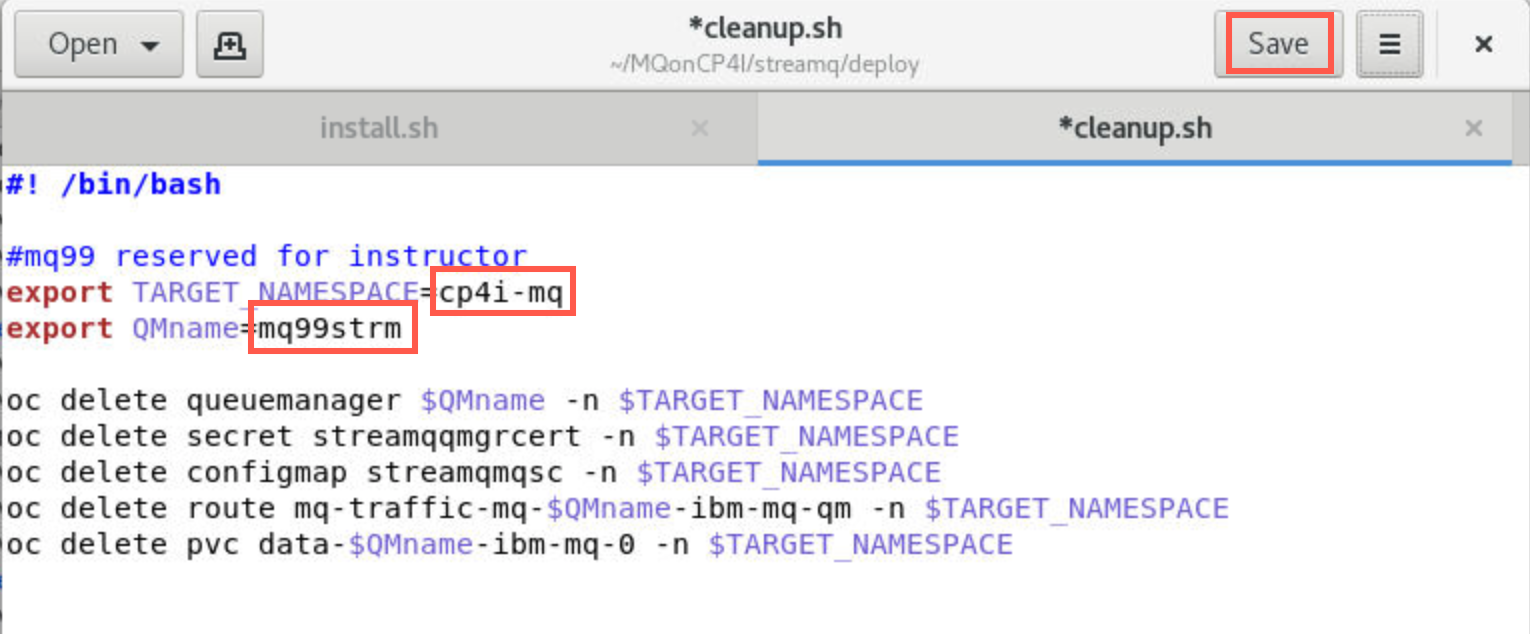 Open
*cleanup.sh
~/MQonCP4I/streamq/deploy
Save
install.sh
*cleanup.sh
#! /bin/bash
#mq99 reserved for instructor
export TARGET_NAMESPACE=cp4i-mq
export QMname=mq99strm
oc delete queuemanager $QMname -n $TARGET_NAMESPACE
oc delete secret streamqqmgrcert -n $TARGET_NAMESPACE
oc delete configmap streamqmqsc -n $TARGET_NAMESPACE
oc delete route mq-traffic-mq-$QMname-ibm-mq-qm -n $TARGET_NAMESPACE
oc delete pvc data-$QMname-ibm-mq-0 -n $TARGET_NAMESPACE